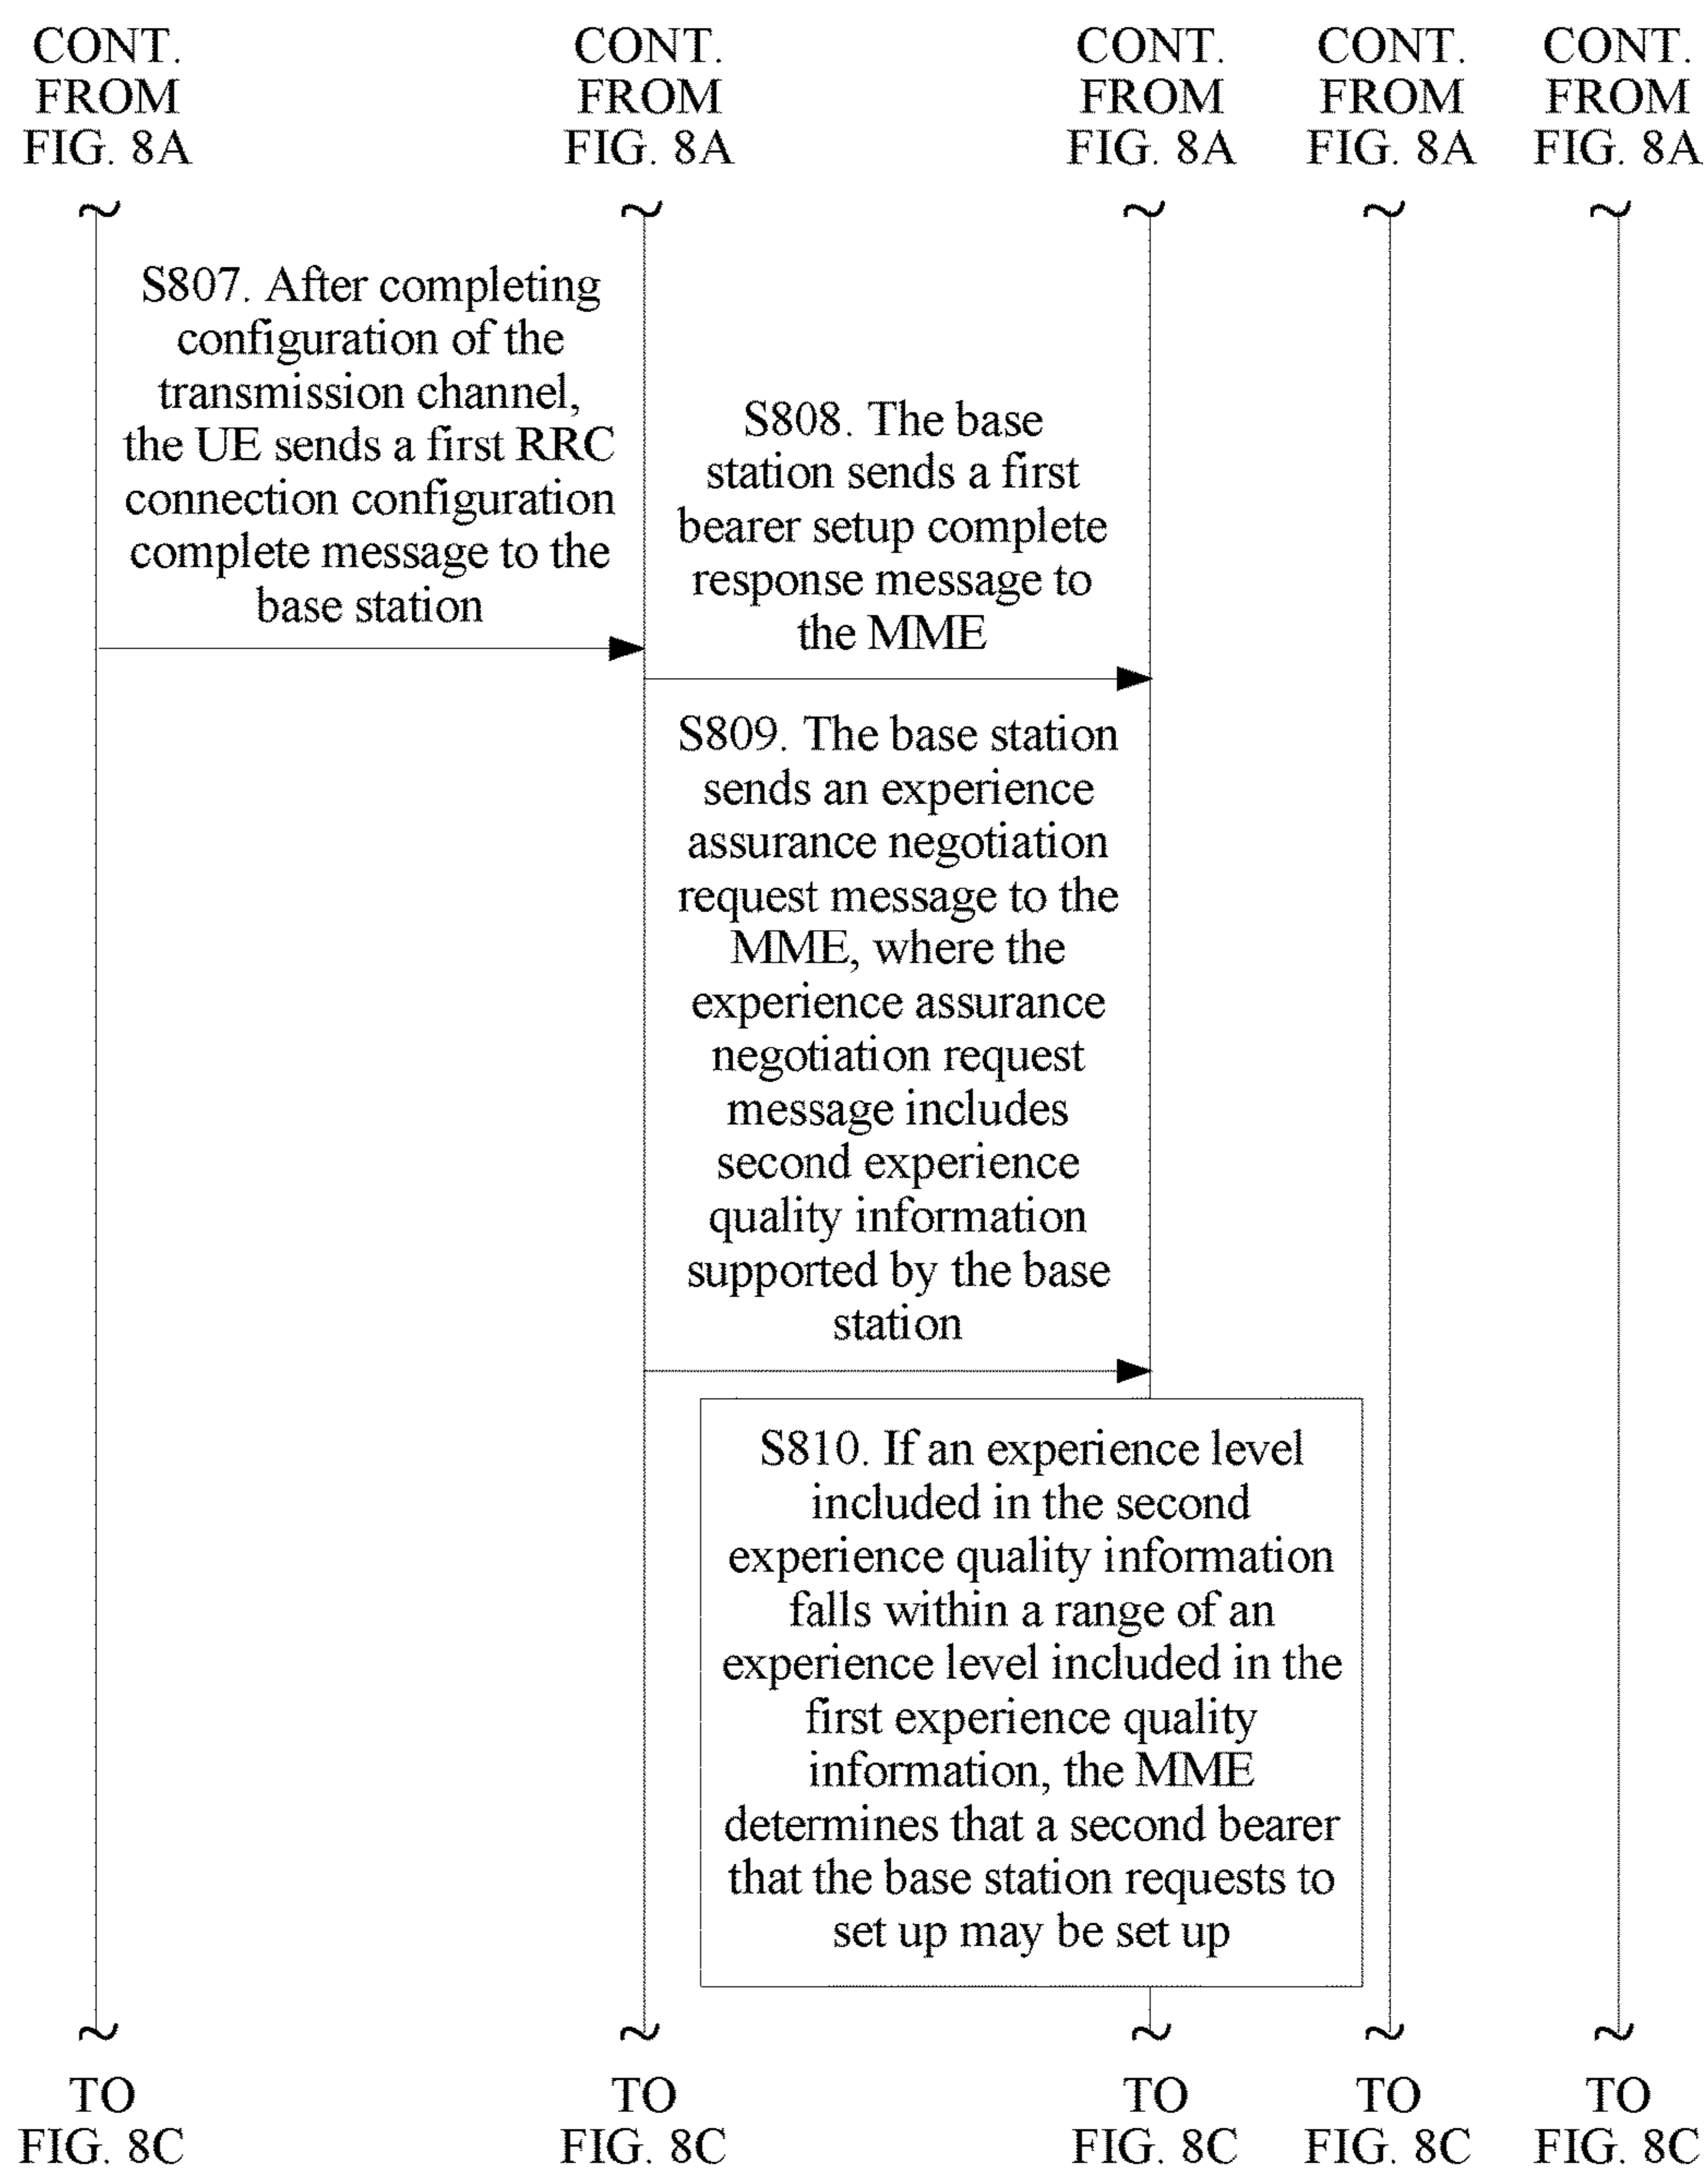 CONT.
FROM
FIG. 8A
CONT.
FROM
FIG. 8A
CONT.
FROM
FIG. 8A
CONT.
FROM
FIG. 8A
CONT.
FROM
FIG. 8A
S807. After completing
configuration of the
transmission channel,
the UE sends a first RRC
connection configuration
complete message to the
base station
S808. The base
station sends a first
bearer setup complete
response message to
the MME
S809. The base station
sends an experience
assurance negotiation
request message to the
MME, where the
experience assurance
negotiation request
message includes
second experience
quality information
supported by the base
station
S810. If an experience level
included in the second
experience quality information
falls within a range of an
experience level included in the
first experience quality
information, the MME
determines that a second bearer
that the base station requests to
set up may be set up
TO
FIG. 8C
TO
FIG. 8C
TO
FIG. 8C
TO
FIG. 8C
TO
FIG. 8C